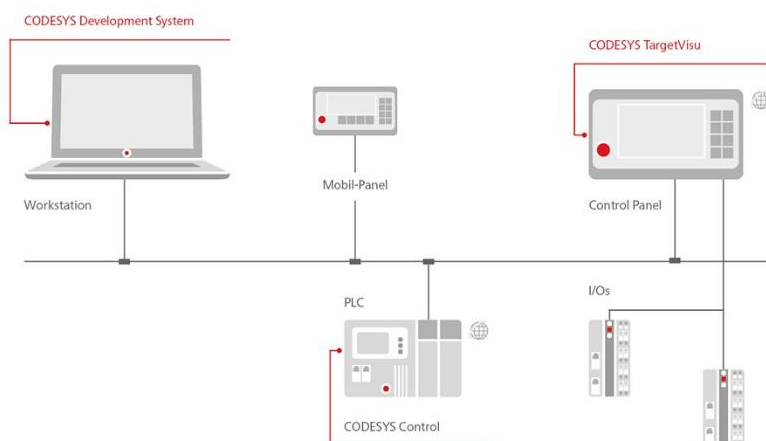 CODESYS Development System
CODESYS TargetVisu
Mobil-Panel
Workstation
Control Panel
PLC
I/Os
CODESYS Control